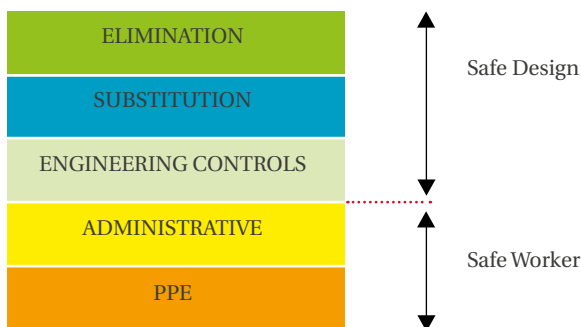 ELIMINATION
Safe Design
SUBSTITUTION
ENGINEERING CONTROLS
ADMINISTRATIVE
Safe Worker
PPE